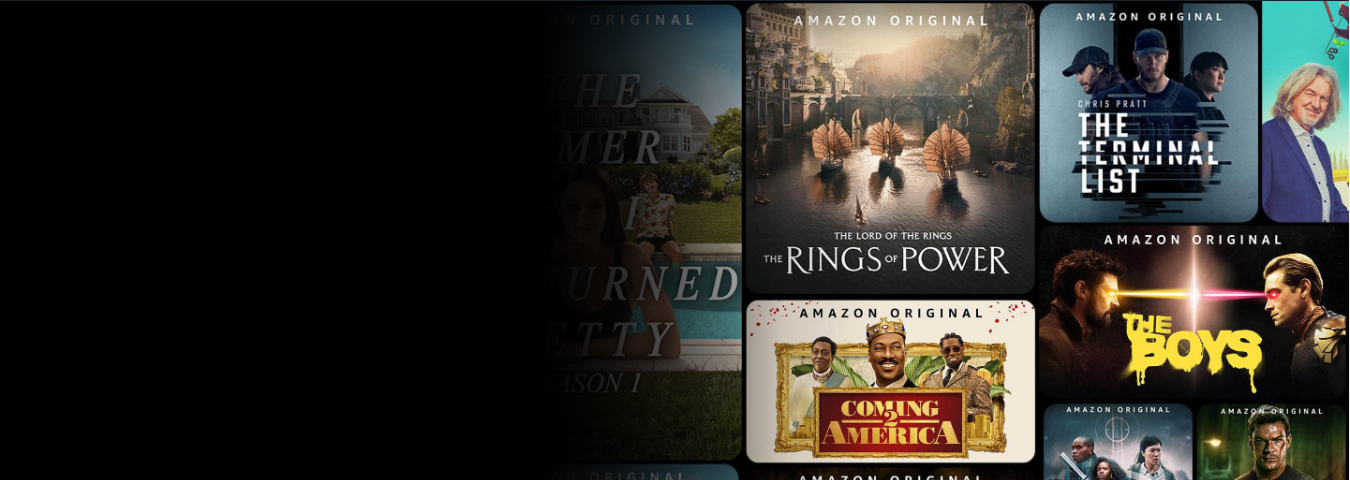 ORIGINAL
THE
MER
I
URNED
ETTY
ASON 1
AMAZON ORIGINAL
THE LORD OF THE RINGS
THE RINGS OF POWER
AMAZON ORIGINAL
CHRIS PRATT
THE
TERMINAL
LIST
AMAZON ORIGINAL
COMING
2
AMERICA
AMAZON ORIGINAL
THE
BOYS
AMAZON ORIGINAL
AMAZON ORIGINAL
ORIGINAL
AMAZON ORIGINAL